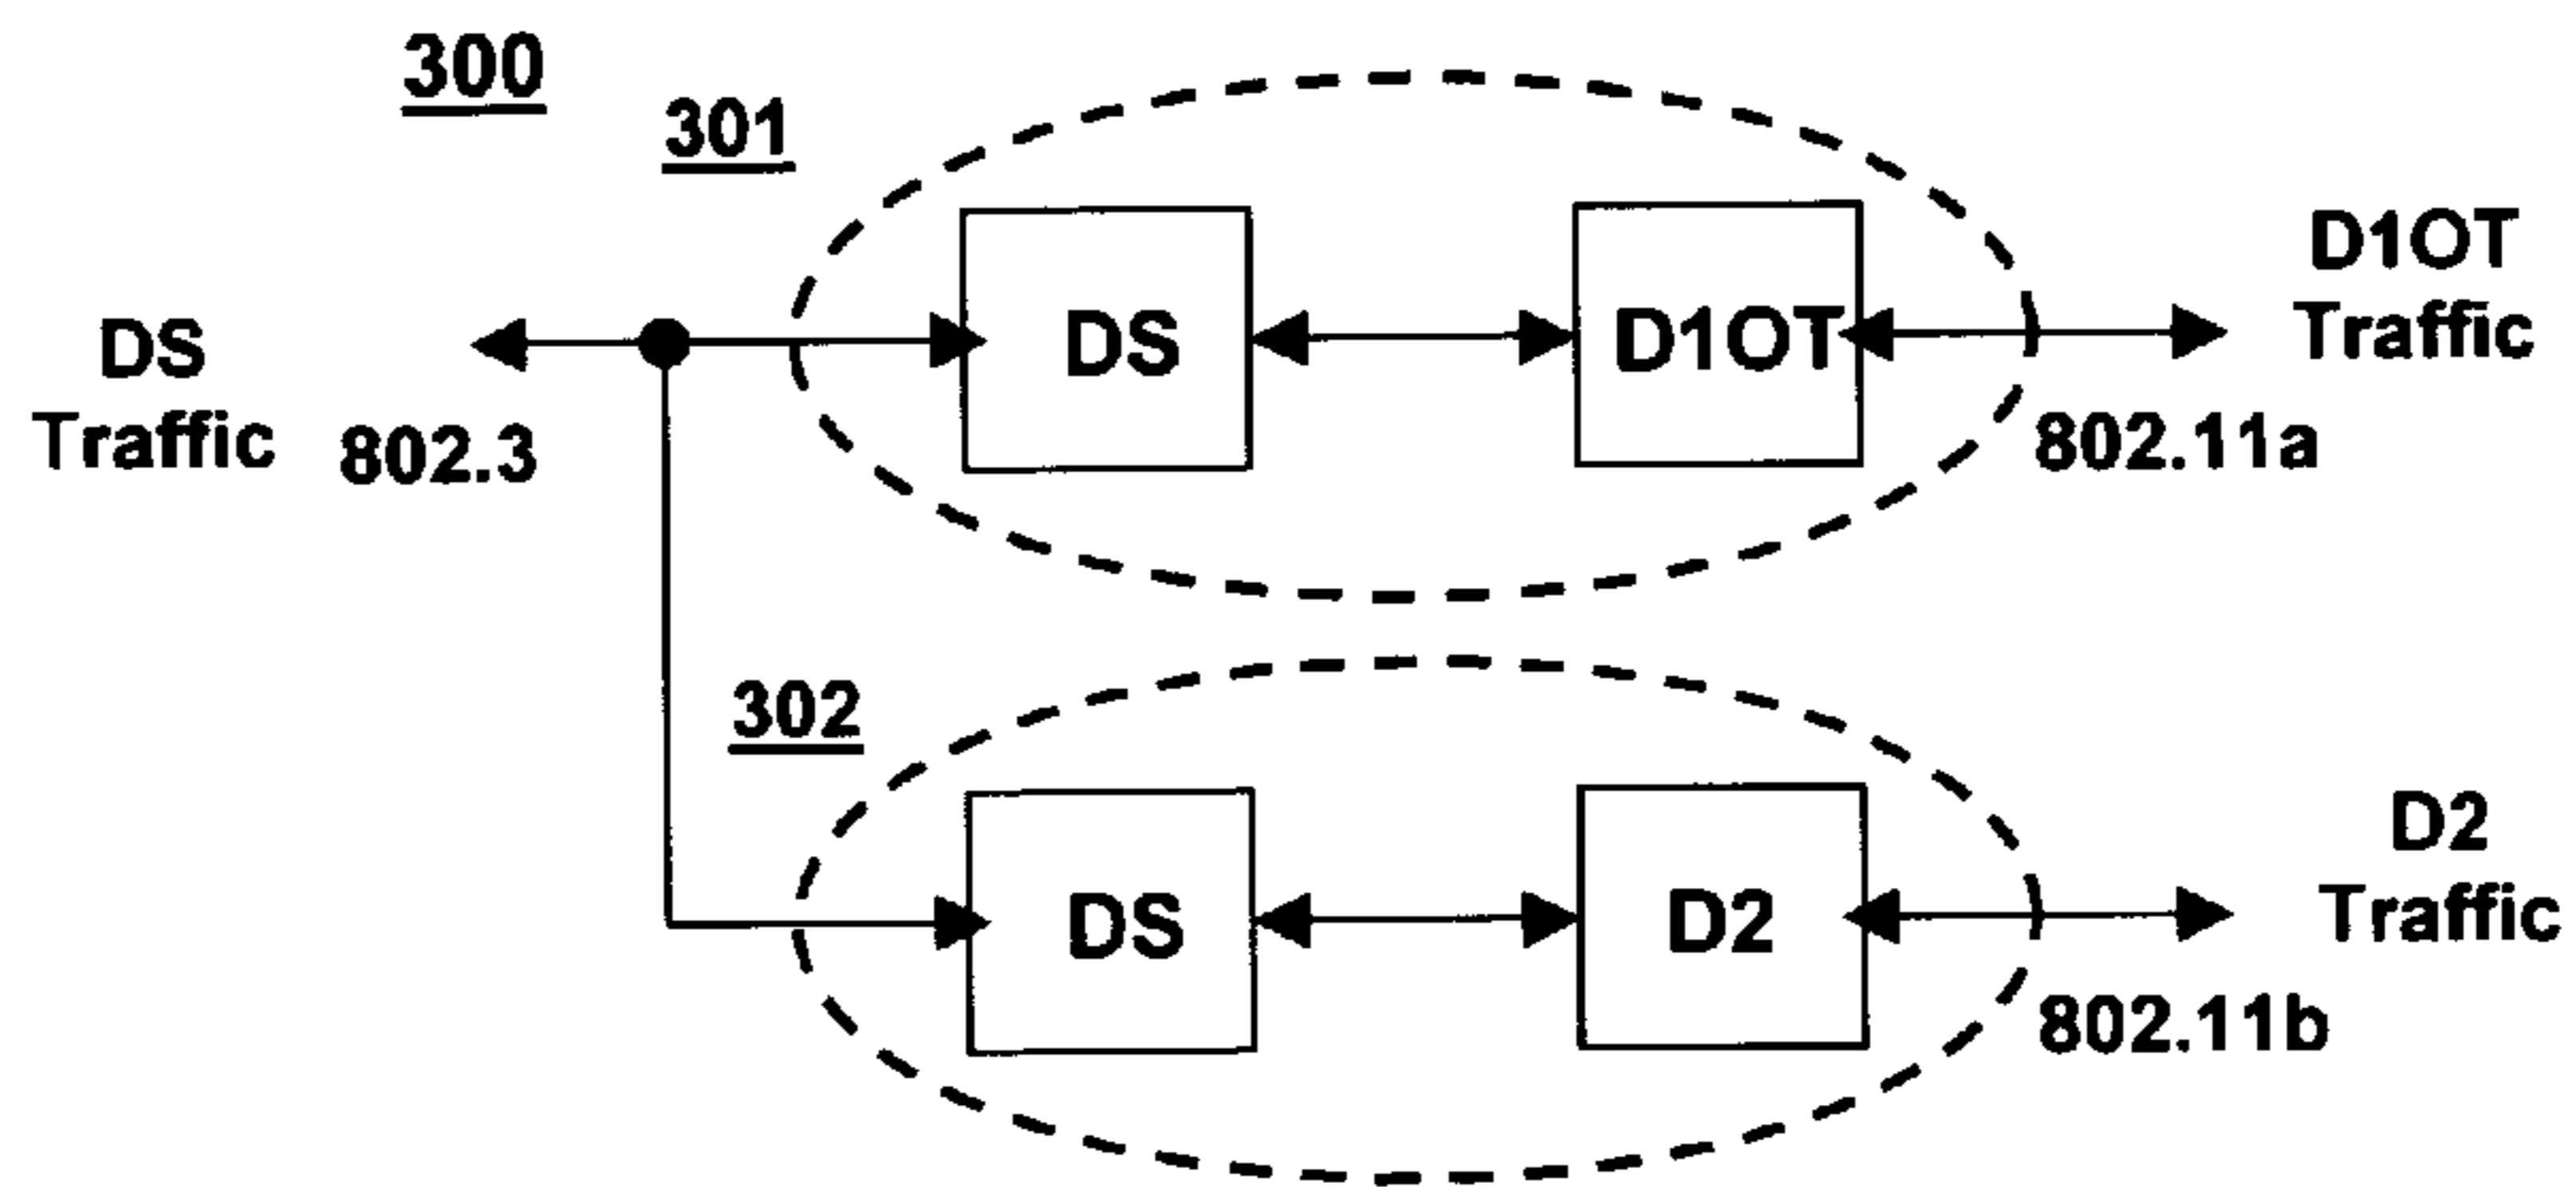 300
301
DS
Traffic
802.3
DS
D1OT
D1OT
Traffic
802.11a
302
DS
D2
D2
Traffic
802.11b